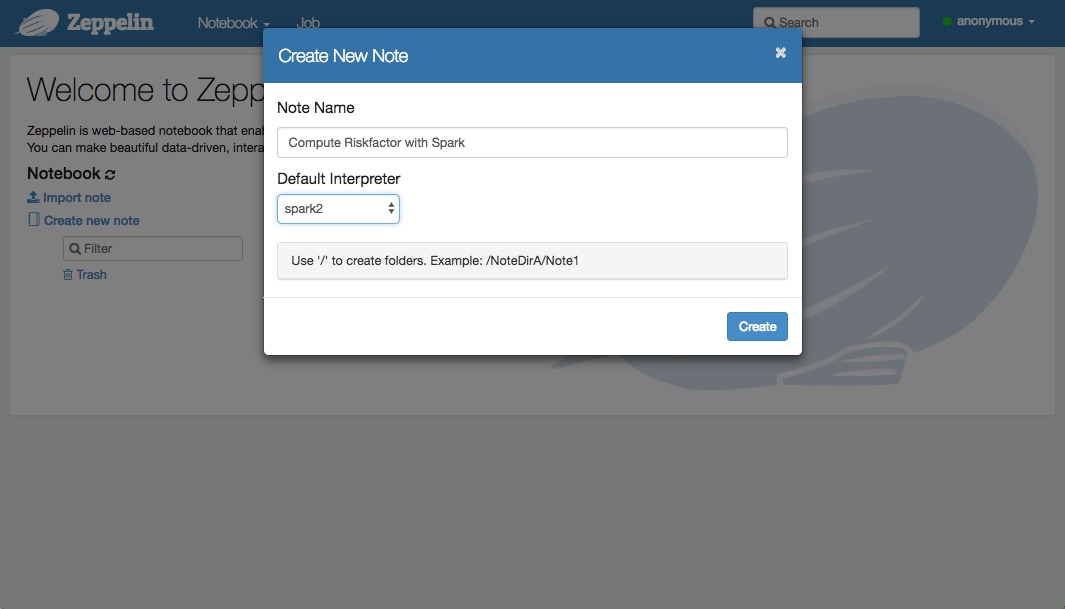 Zeppelin
Notebook
Job
Search
anonymous
Create New Note
Note Name
Compute Riskfactor with Spark
Default Interpreter
spark2
Use '/' to create folders. Example: /NoteDirA/Note1
Create
Welcome to Zepp
Zeppelin is web-based notebook that enab
You can make beautiful data-driven, intera
Notebook
Import note
Create new note
Filter
Trash